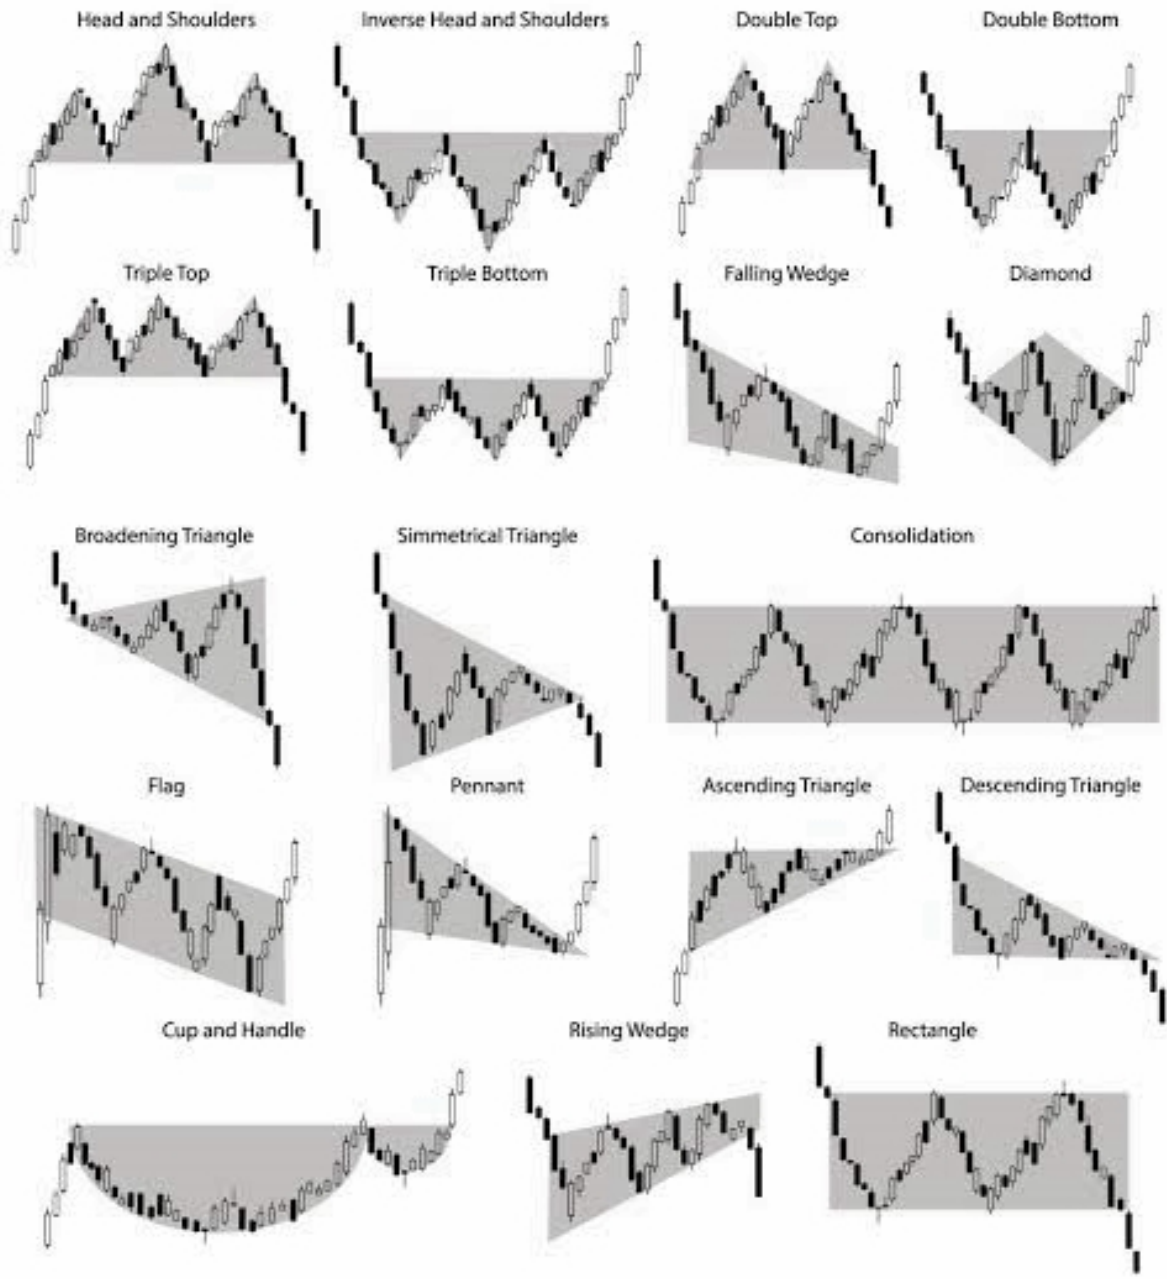 Head and Shoulders
Inverse Head and Shoulders
Double Top
Double Bottom
Triple Top
Triple Bottom
Falling Wedge
Diamond
Broadening Triangle
Simmetrical Triangle
Consolidation
Flag
Pennant
Ascending Triangle
Descending Triangle
Cup and Handle
Rising Wedge
Rectangle